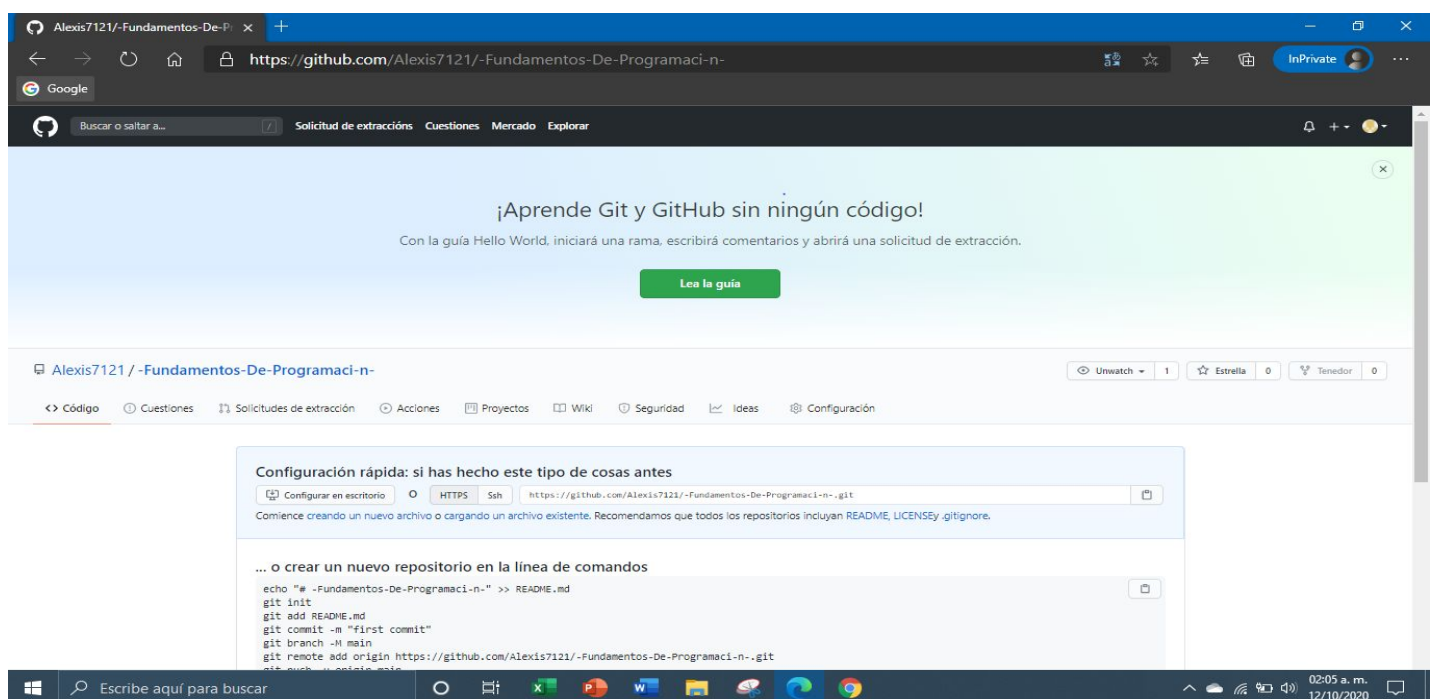 Alexis7121/-Fundamentos-De-Pr
https://github.com/Alexis7121/-Fundamentos-De-Programaci-n-
InPrivate
Google
Buscar o saltar a...
/
Solicitud de extraccións Cuestiones Mercado Explorar
¡Aprende Git y GitHub sin ningún código!
Con la guía Hello World, iniciará una rama, escribirá comentarios y abrirá una solicitud de extracción.
Lea la guía
Alexis7121 / -Fundamentos-De-Programaci-n-
Unwatch 1 Estrella 0 Tenedor 0
<> Código Cuestiones Solicitudes de extracción Acciones Proyectos Wiki Seguridad Ideas Configuración
Configuración rápida: si has hecho este tipo de cosas antes
Configurar en escritorio O HTTPS Ssh https://github.com/Alexis7121/-Fundamentos-De-Programaci-n-.git
Comience creando un nuevo archivo o cargando un archivo existente. Recomendamos que todos los repositorios incluyan README, LICENSEy .gitignore.
... o crear un nuevo repositorio en la línea de comandos
echo "# -Fundamentos-De-Programaci-n-" >> README.md
git init
git add README.md
git commit -m "first commit"
git branch -M main
git remote add origin https://github.com/Alexis7121/-Fundamentos-De-Programaci-n-.git
git push -u origin main
Escribe aquí para buscar
02:05 a. m.
12/10/2020